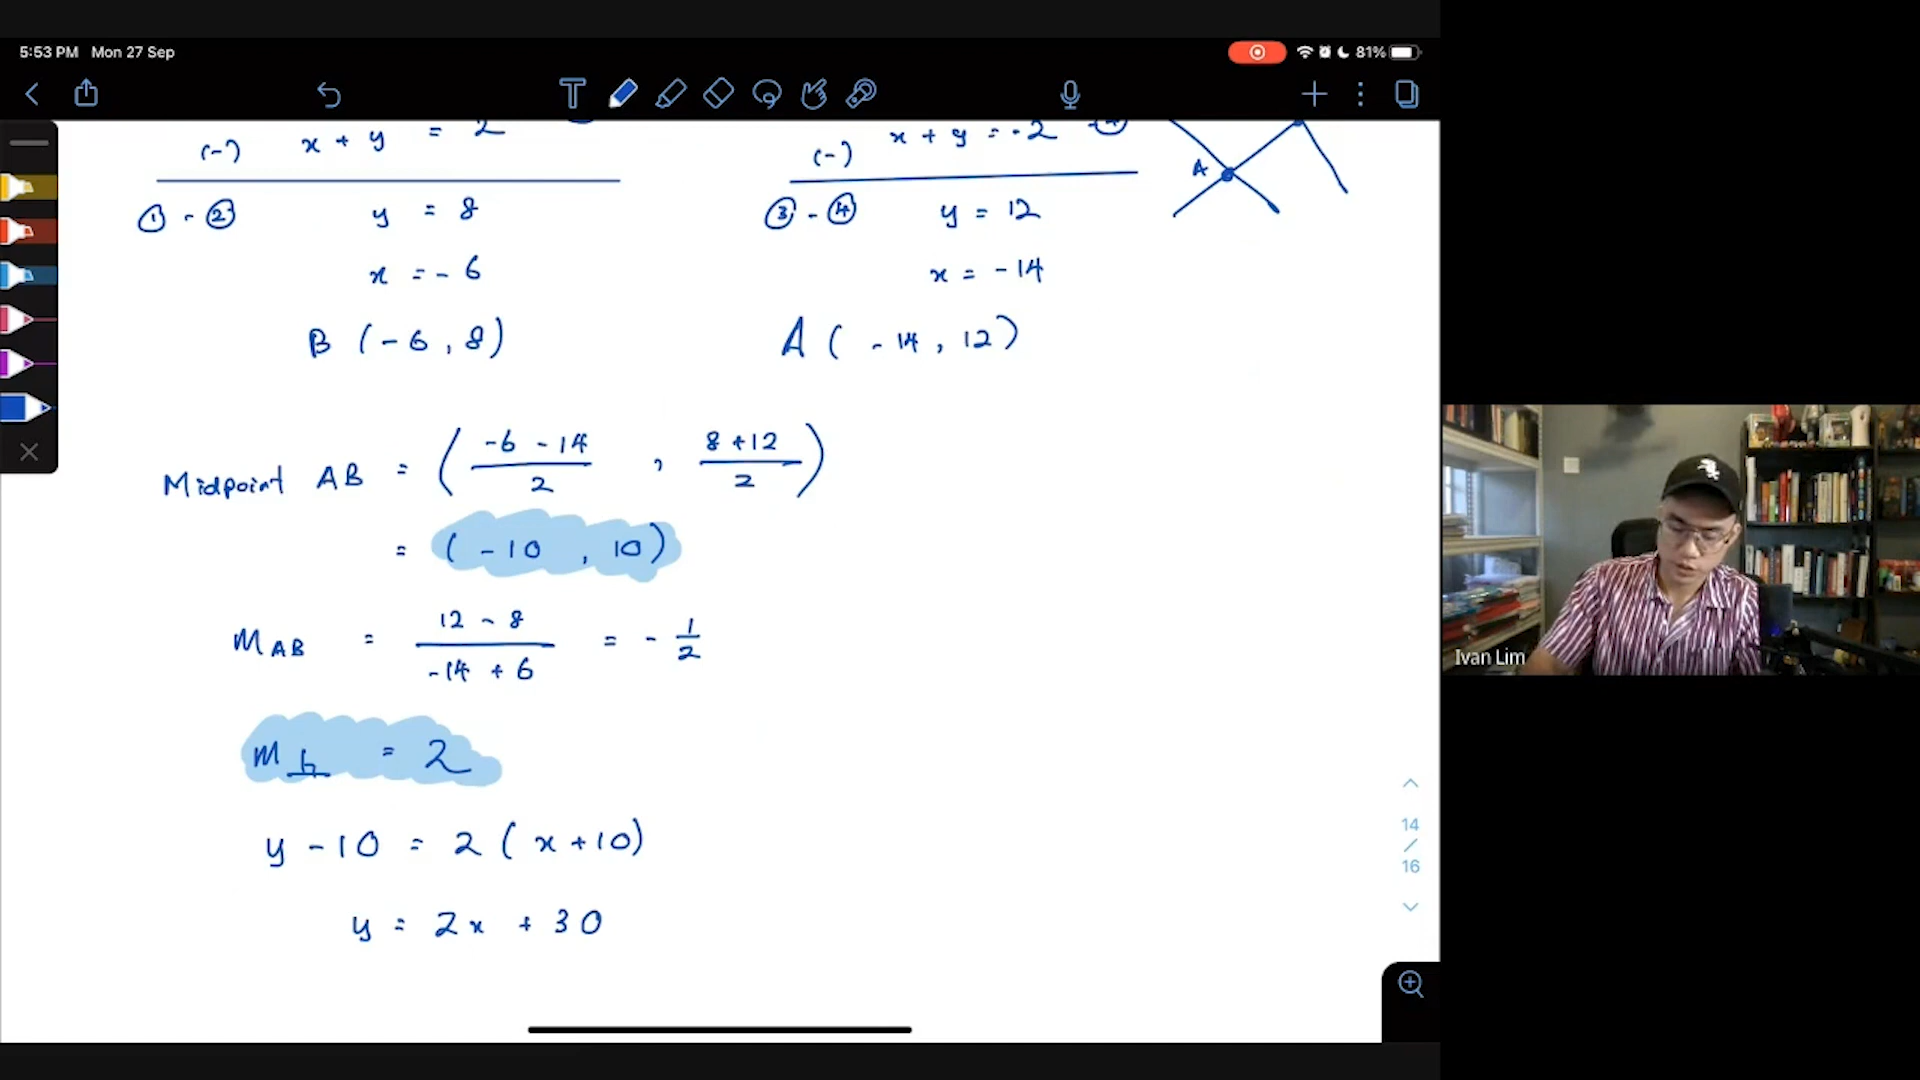 5:53 PM Mon 27 Sep
81%
(-) x + y = 2
(-) x + y = -2 ④
A
① - ② y = 8
③ - ④ y = 12
x = -6
x = -14
B (-6, 8)
A (-14, 12)
Midpoint AB = ( -6 -14 / 2 , 8 +12 / 2 )
= (-10, 10)
M AB = 12 - 8 / -14 + 6 = - 1/2
M = 2
y - 10 = 2 (x + 10)
y = 2x + 30
14 / 16
Ivan Lim